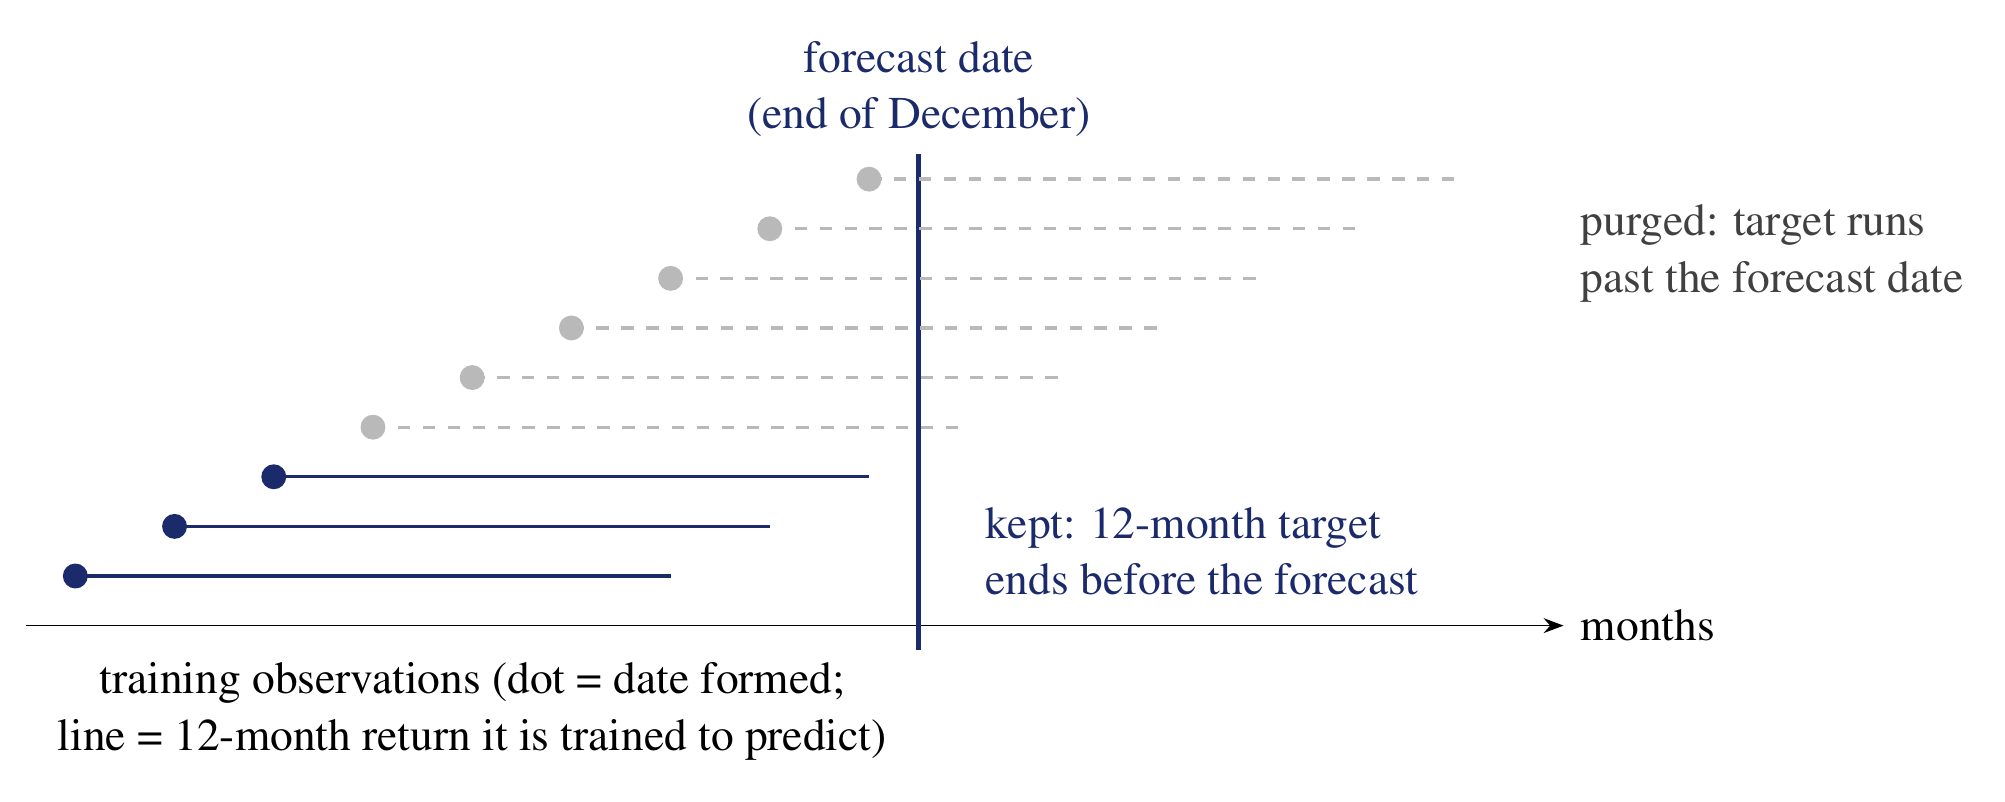 forecast date
(end of December)
purged: target runs
past the forecast date
kept: 12-month target
ends before the forecast
months
training observations (dot = date formed;
line = 12-month return it is trained to predict)